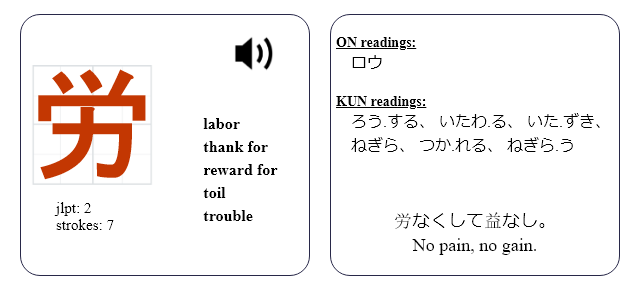 労
labor
thank for
reward for
toil
trouble
jlpt: 2
strokes: 7
ON readings:
ロウ
KUN readings:
ろう.する、 いたわ.る、 いた.ずき、
ねぎら、 つか.れる、 ねぎら.う
労なくして益なし。
No pain, no gain.